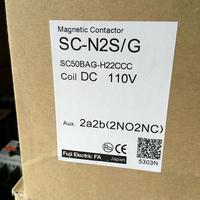 Magnetic Contactor
SC-N2S/G
SC50BAG-H22CCC
Coil DC 110V
Aux. 2a2b(2NO2NC)
Fuji Electric FA
Japan
5303N